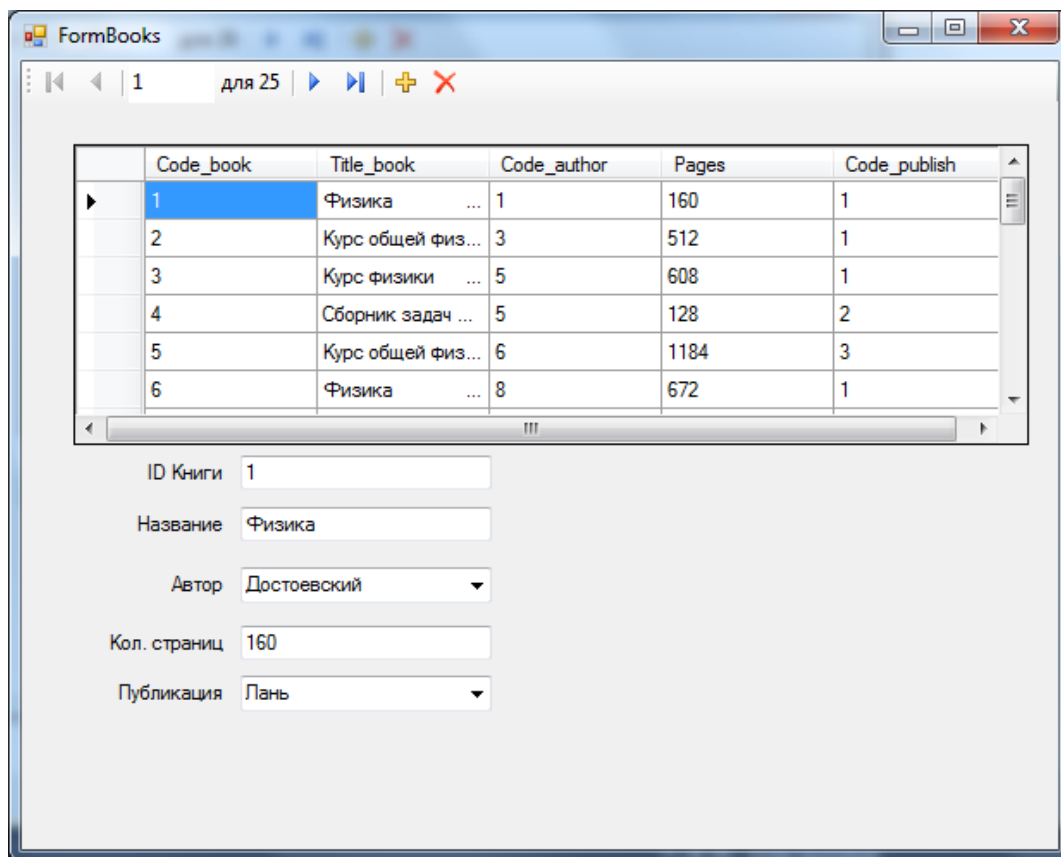 FormBooks
1 для 25
Code_book Title_book Code_author Pages Code_publish
1 Физика ... 1 160 1
2 Курс общей физ... 3 512 1
3 Курс физики ... 5 608 1
4 Сборник задач ... 5 128 2
5 Курс общей физ... 6 1184 3
6 Физика ... 8 672 1
ID Книги 1
Название Физика
Автор Достоевский
Кол. страниц 160
Публикация Лань